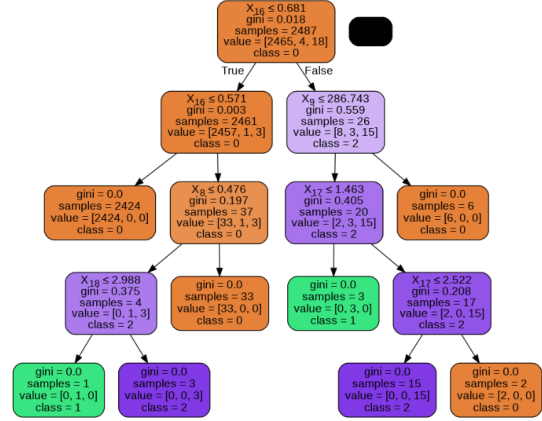 X₁₆ ≤ 0.681
gini = 0.018
samples = 2487
value = [2465, 4, 18]
class = 0
True
False
X₁₆ ≤ 0.571
gini = 0.003
samples = 2461
value = [2457, 1, 3]
class = 0
X₉ ≤ 286.743
gini = 0.559
samples = 26
value = [8, 3, 15]
class = 2
gini = 0.0
samples = 2424
value = [2424, 0, 0]
class = 0
X₈ ≤ 0.476
gini = 0.197
samples = 37
value = [33, 1, 3]
class = 0
X₁₇ ≤ 1.463
gini = 0.405
samples = 20
value = [2, 3, 15]
class = 2
gini = 0.0
samples = 6
value = [6, 0, 0]
class = 0
X₁₈ ≤ 2.988
gini = 0.375
samples = 4
value = [0, 1, 3]
class = 2
gini = 0.0
samples = 33
value = [33, 0, 0]
class = 0
gini = 0.0
samples = 3
value = [0, 3, 0]
class = 1
X₁₇ ≤ 2.522
gini = 0.208
samples = 17
value = [2, 0, 15]
class = 2
gini = 0.0
samples = 1
value = [0, 1, 0]
class = 1
gini = 0.0
samples = 3
value = [0, 0, 3]
class = 2
gini = 0.0
samples = 15
value = [0, 0, 15]
class = 2
gini = 0.0
samples = 2
value = [2, 0, 0]
class = 0